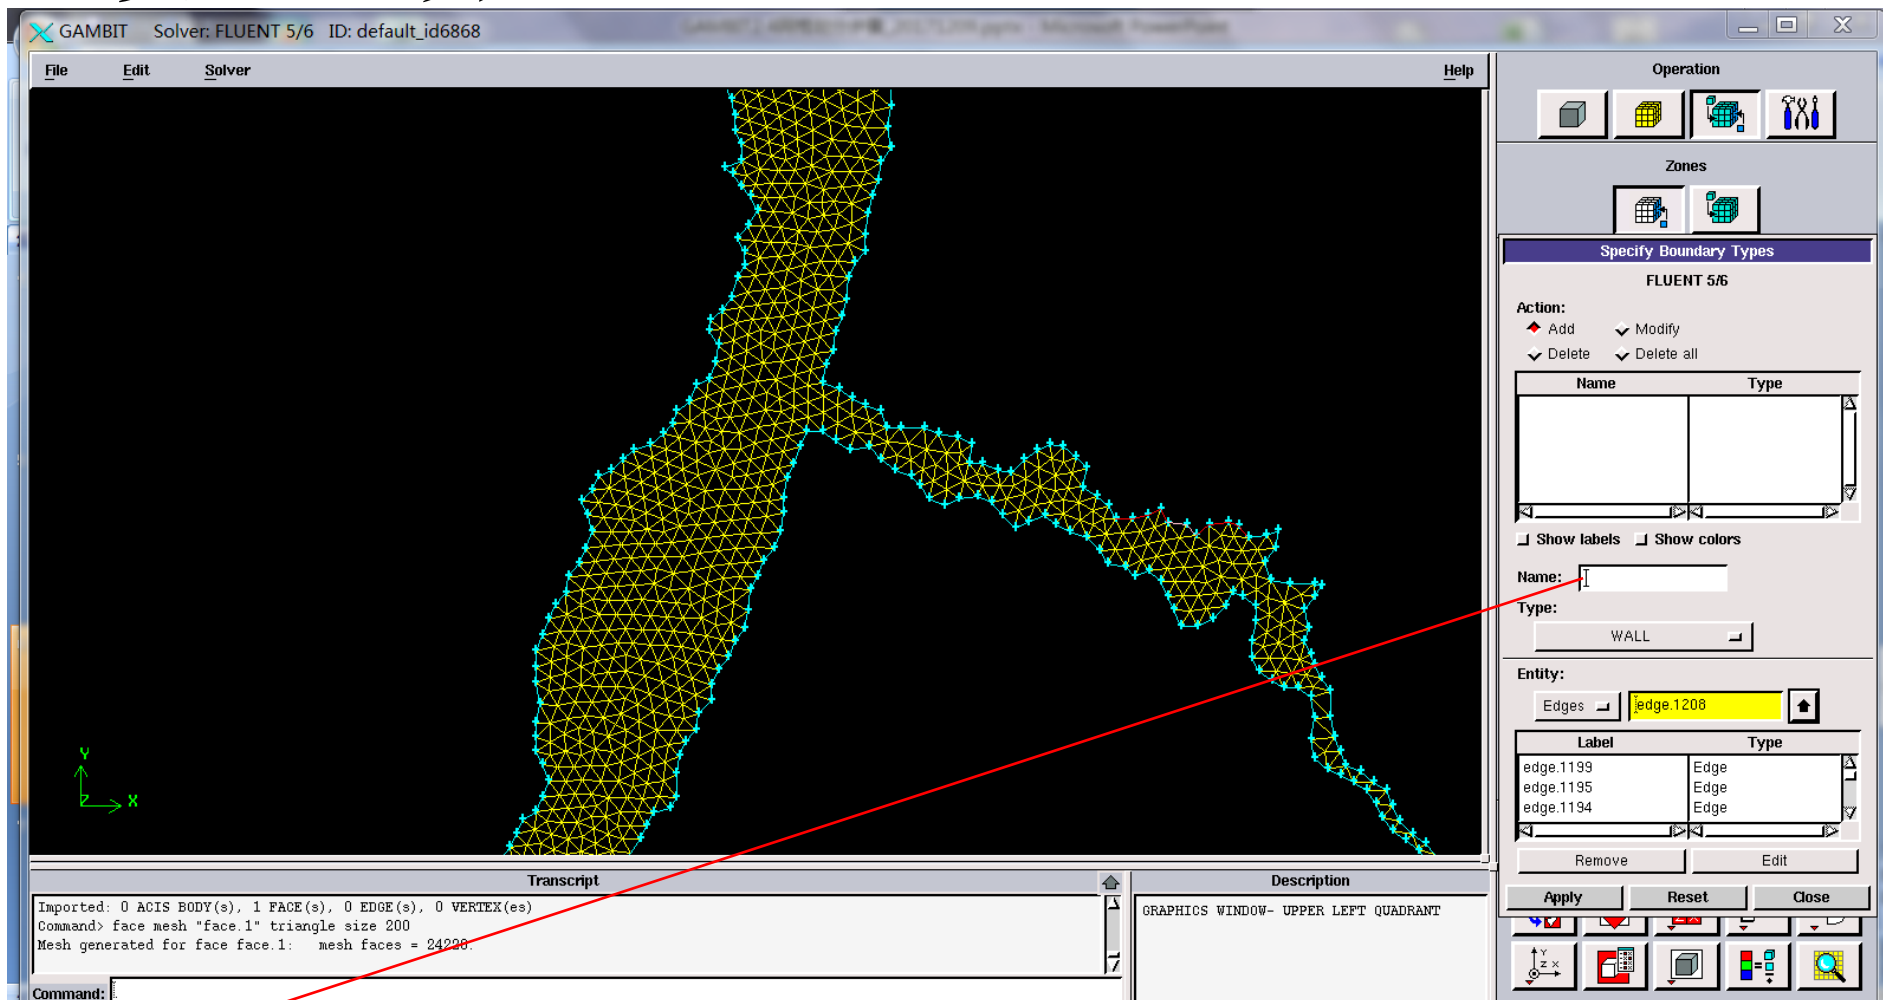 GAMBIT Solver: FLUENT 5/6 ID: default_id6868
File Edit Solver Help
Operation
Zones
Specify Boundary Types
FLUENT 5/6
Action:
Add Modify
Delete Delete all
Name Type
Show labels Show colors
Name:
Type:
WALL
Entity:
Edges edge.1208
Label Type
edge.1199 Edge
edge.1195 Edge
edge.1194 Edge
Remove Edit
Apply Reset Close
Y
Z X
Transcript
Imported: 0 ACIS BODY(s), 1 FACE(s), 0 EDGE(s), 0 VERTEX(es)
Command> face mesh "face.1" triangle size 200
Mesh generated for face face.1: mesh faces = 24228.
Command:
Description
GRAPHICS WINDOW- UPPER LEFT QUADRANT
Y
Z X